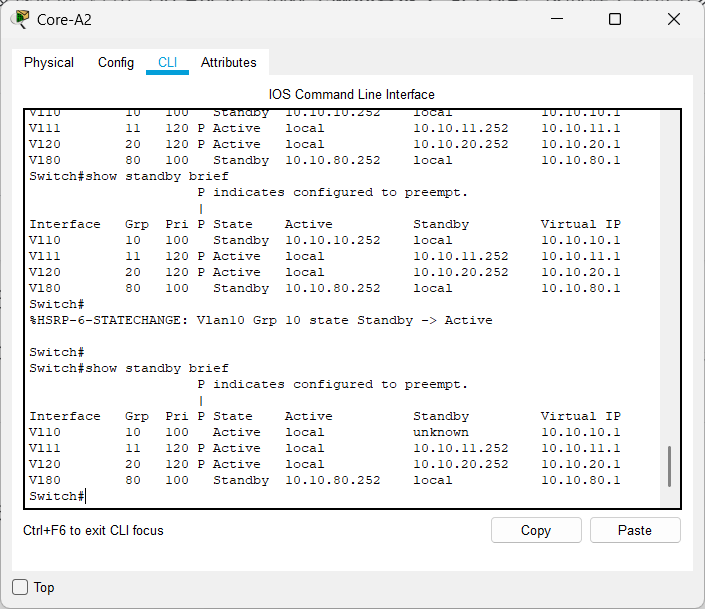 Core-A2
Physical Config CLI Attributes
IOS Command Line Interface
Vl10 10 100 Standby 10.10.10.252 local 10.10.10.1
Vl11 11 120 P Active local 10.10.11.252 10.10.11.1
Vl20 20 120 P Active local 10.10.20.252 10.10.20.1
Vl80 80 100 Standby 10.10.80.252 local 10.10.80.1
Switch#show standby brief
P indicates configured to preempt.
|
Interface Grp Pri P State Active Standby Virtual IP
Vl10 10 100 Standby 10.10.10.252 local 10.10.10.1
Vl11 11 120 P Active local 10.10.11.252 10.10.11.1
Vl20 20 120 P Active local 10.10.20.252 10.10.20.1
Vl80 80 100 Standby 10.10.80.252 local 10.10.80.1
Switch#
%HSRP-6-STATECHANGE: Vlan10 Grp 10 state Standby -> Active
Switch#
Switch#show standby brief
P indicates configured to preempt.
|
Interface Grp Pri P State Active Standby Virtual IP
Vl10 10 100 Active local unknown 10.10.10.1
Vl11 11 120 P Active local 10.10.11.252 10.10.11.1
Vl20 20 120 P Active local 10.10.20.252 10.10.20.1
Vl80 80 100 Standby 10.10.80.252 local 10.10.80.1
Switch#
Ctrl+F6 to exit CLI focus
Copy Paste
Top